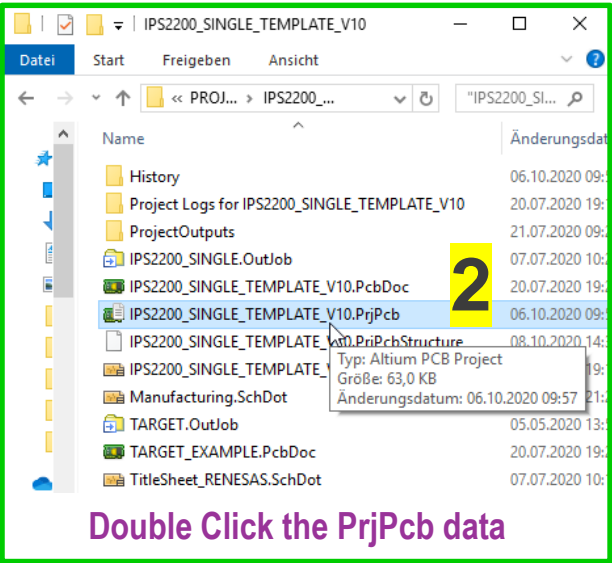 IPS2200_SINGLE_TEMPLATE_V10
Datei Start Freigeben Ansicht
« PROJ... > IPS2200_... "IPS2200_SI...
Name Änderungsdat
History 06.10.2020 09:
Project Logs for IPS2200_SINGLE_TEMPLATE_V10 20.07.2020 19:
ProjectOutputs 21.07.2020 09:
IPS2200_SINGLE.OutJob 07.07.2020 10:
IPS2200_SINGLE_TEMPLATE_V10.PcbDoc 20.07.2020 19:
2
IPS2200_SINGLE_TEMPLATE_V10.PrjPcb 06.10.2020 09:
IPS2200_SINGLE_TEMPLATE_V10.PrjPcbStructure 08.10.2020 14:
IPS2200_SINGLE_TEMPLATE_ 19:
Typ: Altium PCB Project
Größe: 63,0 KB
Änderungsdatum: 06.10.2020 09:57
Manufacturing.SchDot 21:
TARGET.OutJob 05.05.2020 13:
TARGET_EXAMPLE.PcbDoc 20.07.2020 19:
TitleSheet_RENESAS.SchDot 07.07.2020 10:
Double Click the PrjPcb data